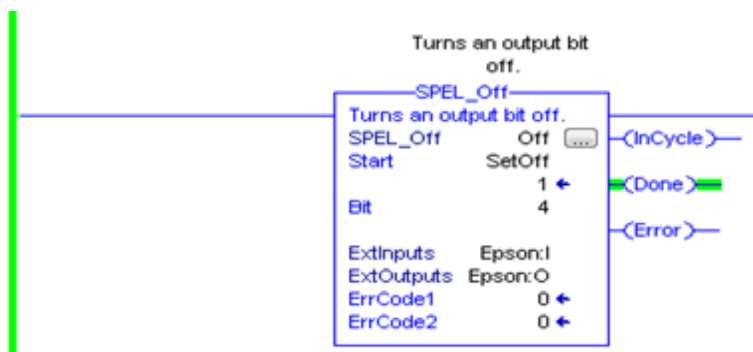 Turns an output bit
off.
SPEL_Off
Turns an output bit off.
SPEL_Off Off ... (InCycle)
Start SetOff
1 (Done)
Bit 4
(Error)
ExtInputs Epson:I
ExtOutputs Epson:O
ErrCode1 0
ErrCode2 0